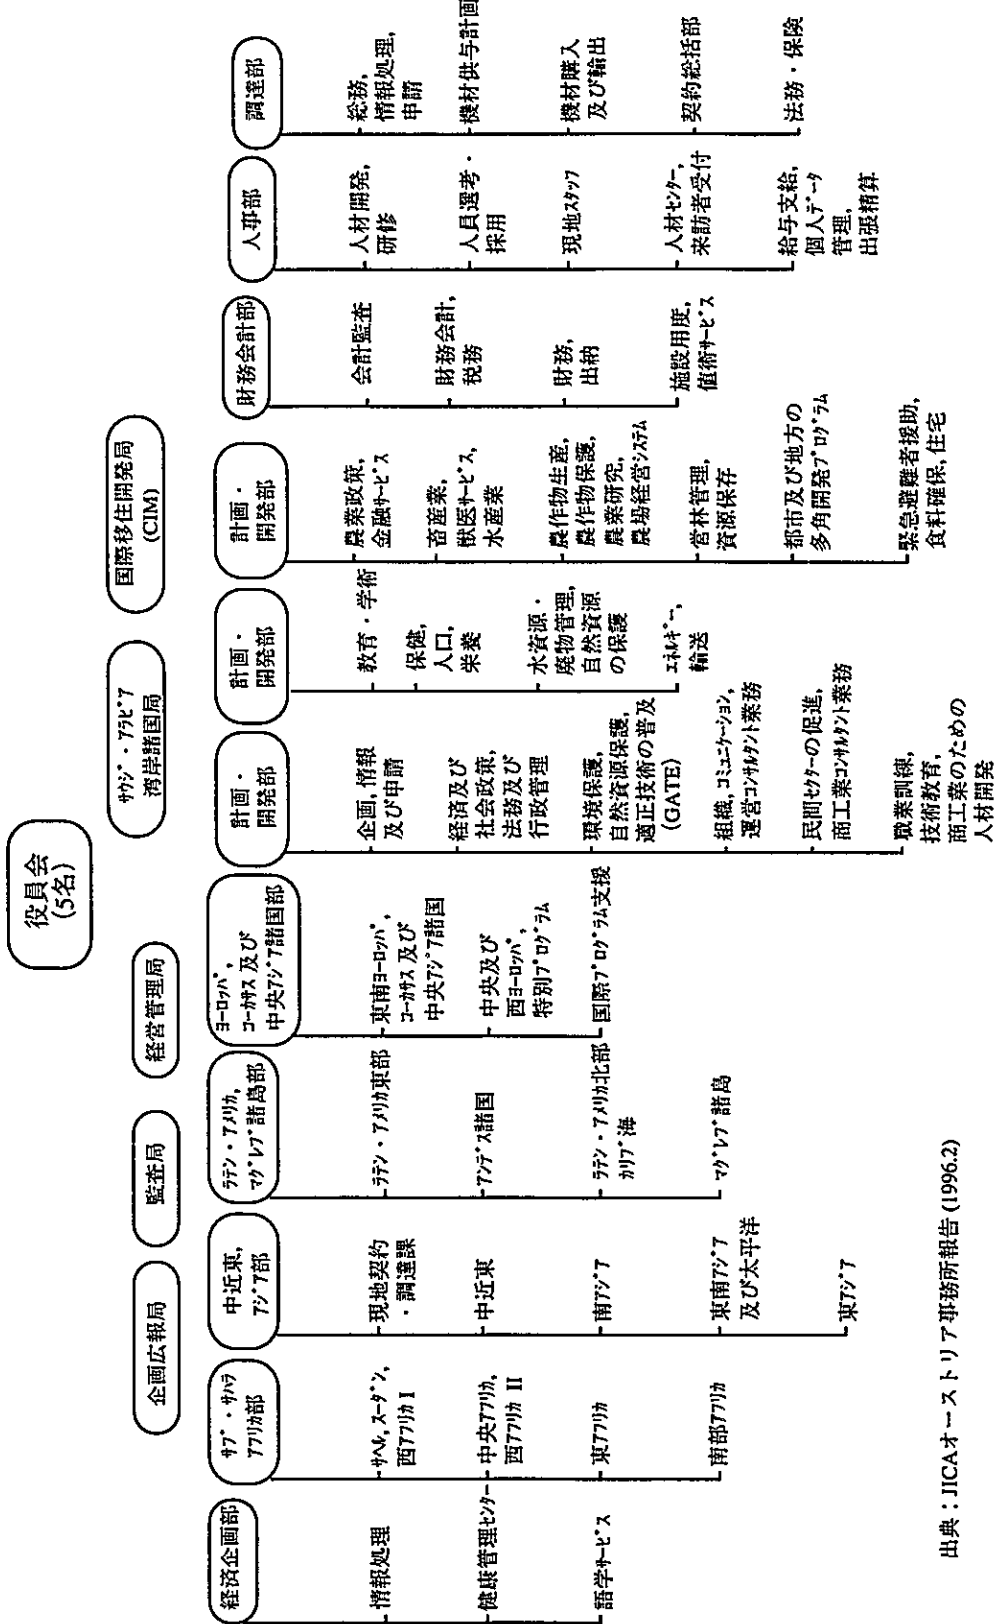 役員会
(5名)
企画広報局
監査局
経営管理局
サウジ・アラビア
湾岸諸国局
国際移住開発局
(CIM)
経済企画部
情報処理
健康管理センター
語学サービス
サブ・サハラ
アフリカ部
サヘル,スーダン,
西アフリカ I
中央アフリカ,
西アフリカ II
東アフリカ
南部アフリカ
中近東,
アジア部
現地契約
・調達課
中近東
南アジア
東南アジア
及び太平洋
東アジア
ラテン・アメリカ,
マグレブ諸島部
ラテン・アメリカ東部
アンデス諸国
ラテン・アメリカ北部
カリブ海
マグレブ諸島
ヨーロッパ,
コーカサス及び
中央アジア諸国部
東南ヨーロッパ,
コーカサス及び
中央アジア諸国
中央及び
西ヨーロッパ,
特別プログラム
国際プログラム支援
計画・
開発部
企画,情報
及び申請
経済及び
社会政策,
法務及び
行政管理
環境保護,
自然資源保護,
適正技術の普及
(GATE)
組織,コミュニケーション,
運営コンサルタント業務
民間セクターの促進,
商工業コンサルタント業務
職業訓練,
技術教育,
商工業のための
人材開発
計画・
開発部
教育・学術
保健,
人口,
栄養
水資源・
廃物管理,
自然資源
の保護
エネルギー,
輸送
計画・
開発部
農業政策,
金融サービス
畜産業,
獣医サービス,
水産業
農作物生産,
農作物保護,
農業研究,
農場経営システム
営林管理,
資源保存
都市及び地方の
多角開発プログラム
緊急避難者援助,
食料確保,住宅
財務会計部
会計監査
財務会計,
税務
財務,
出納
施設用度,
値術サービス
人事部
人材開発,
研修
人員選考・
採用
現地スタッフ
人材センター,
来訪者受付
給与支給,
個人データ
管理,
出張精算
調達部
総務,
情報処理,
申請
機材供与計画
機材購入
及び輸出
契約総括部
法務・保険
出典：JICAオーストリア事務所報告 (1996.2)